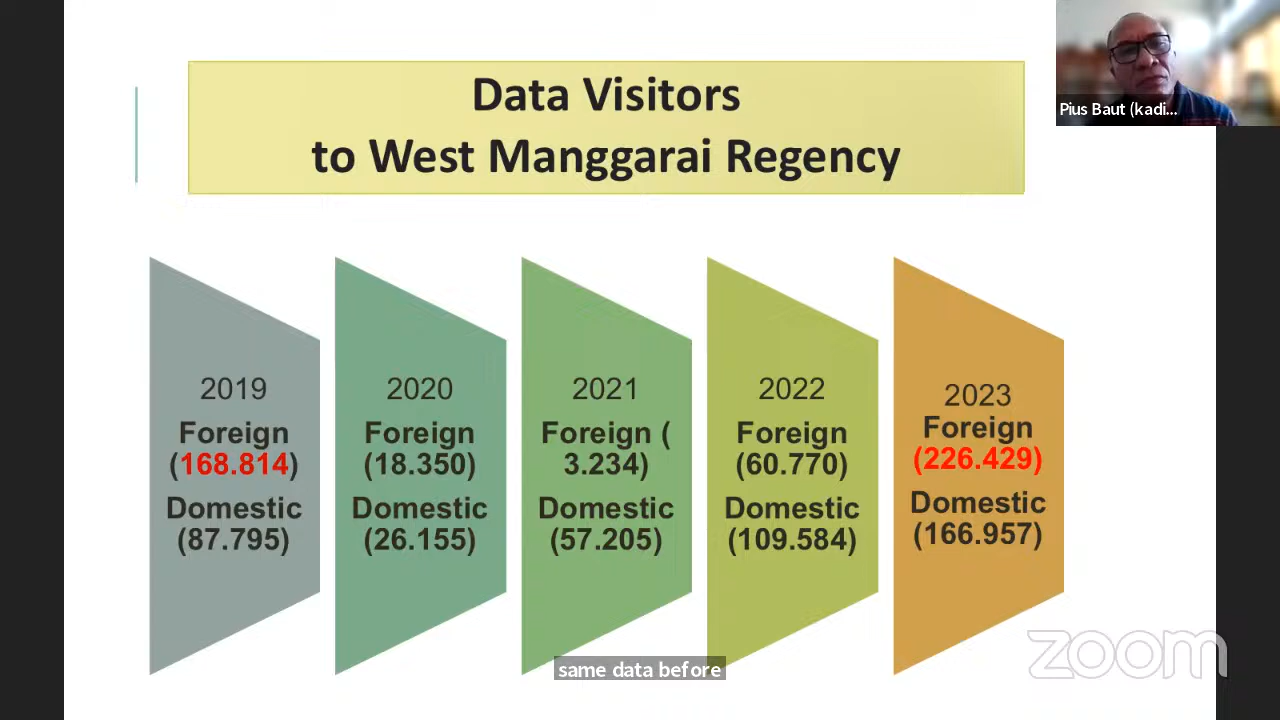 Data Visitors
to West Manggarai Regency
Pius Baut (kadi...
2019
Foreign
(168.814)
Domestic
(87.795)
2020
Foreign
(18.350)
Domestic
(26.155)
2021
Foreign (
3.234)
Domestic
(57.205)
2022
Foreign
(60.770)
Domestic
(109.584)
2023
Foreign
(226.429)
Domestic
(166.957)
same data before
zoom